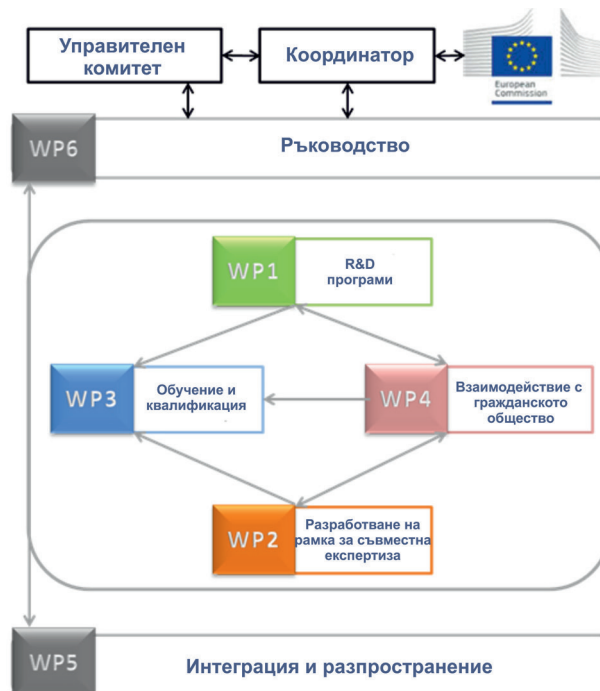 Управителен
комитет
Координатор
European
Commission
WP6
Ръководство
WP1
R&D
програми
WP3
Обучение и
квалификация
WP4
Взаимодействие с
гражданското
общество
WP2
Разработване на
рамка за съвместна
експертиза
WP5
Интеграция и разпространение